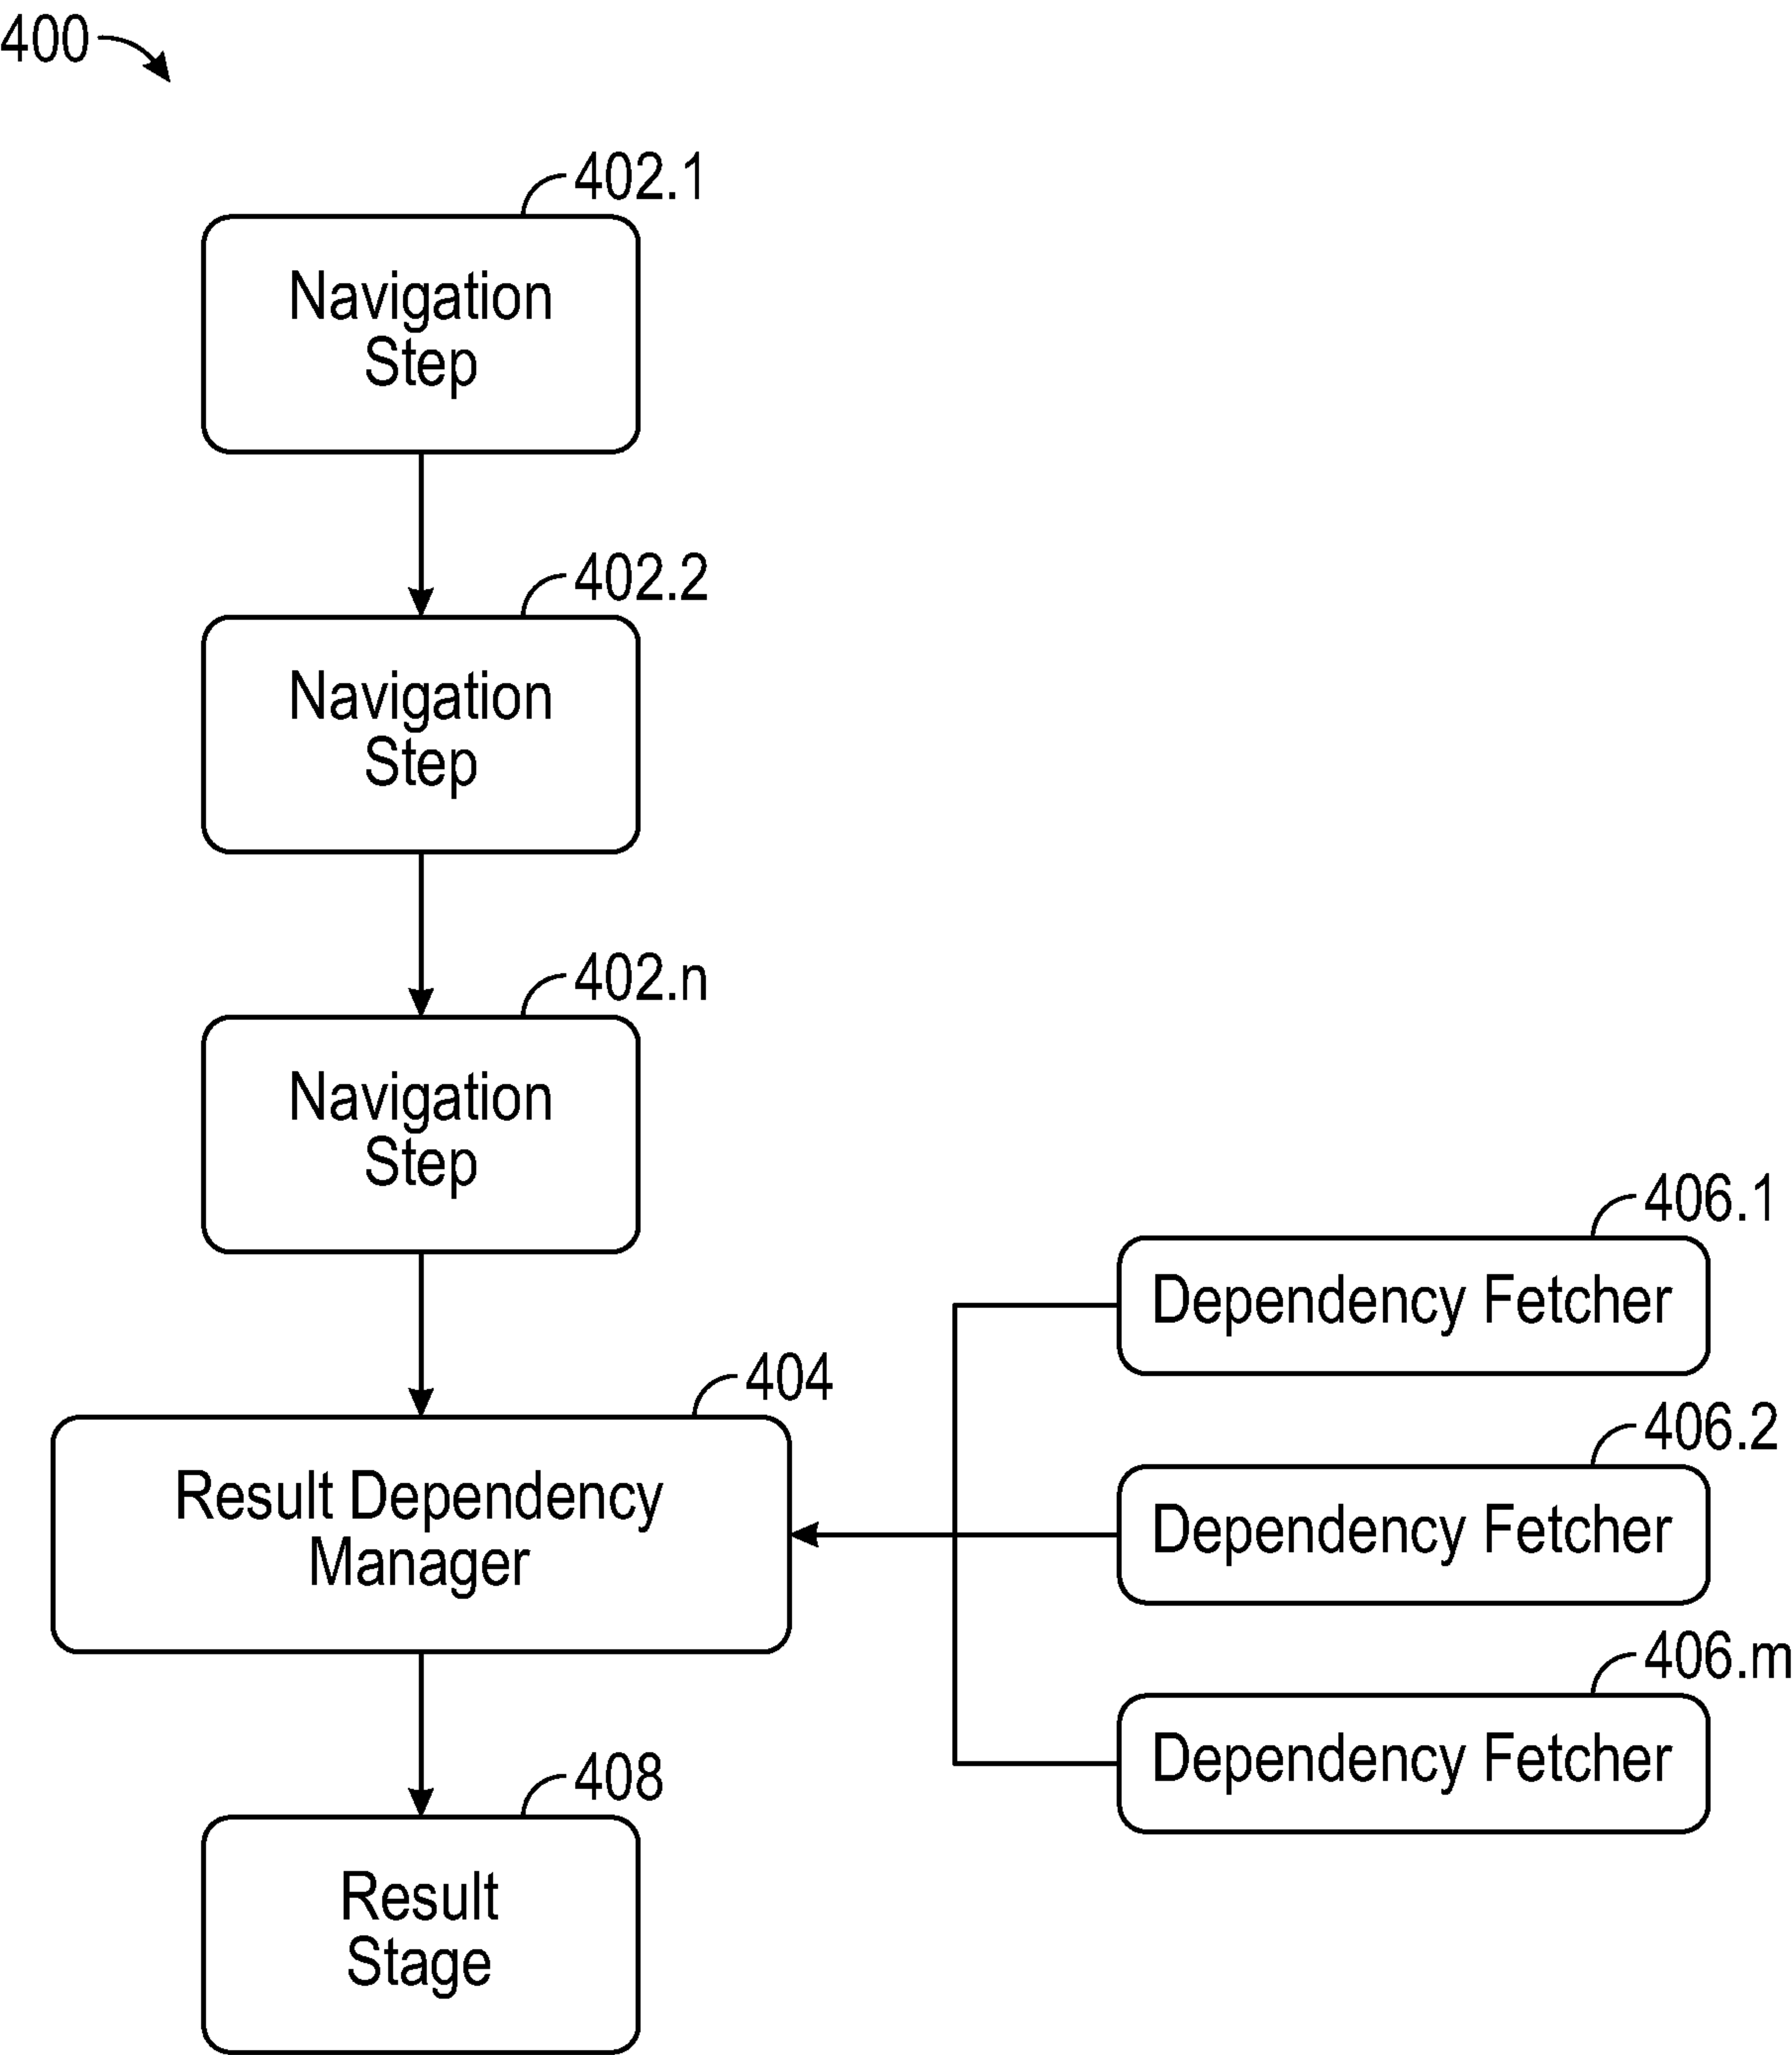 400
402.1
Navigation
Step
402.2
Navigation
Step
402.n
Navigation
Step
406.1
Dependency Fetcher
404
Result Dependency
Manager
406.2
Dependency Fetcher
406.m
Dependency Fetcher
408
Result
Stage